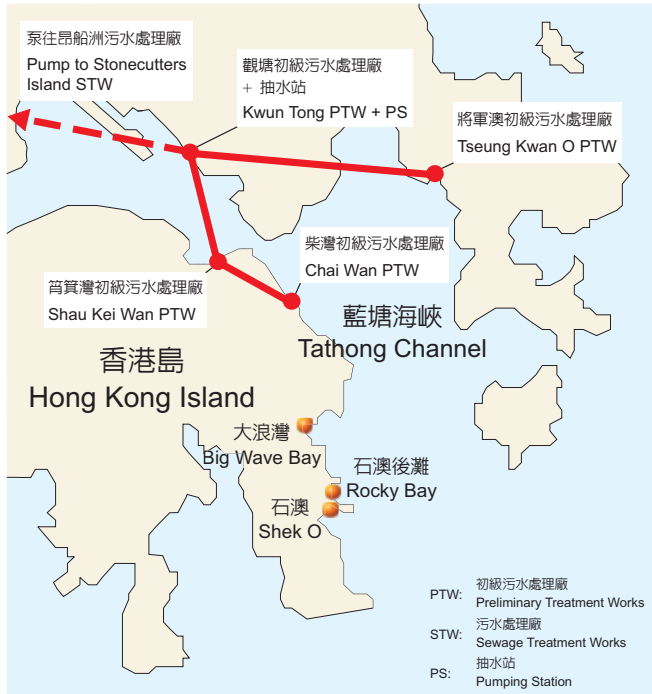 泵往昂船洲污水處理廠
Pump to Stonecutters
Island STW
觀塘初級污水處理廠
+ 抽水站
Kwun Tong PTW + PS
將軍澳初級污水處理廠
Tseung Kwan O PTW
柴灣初級污水處理廠
Chai Wan PTW
筲箕灣初級污水處理廠
Shau Kei Wan PTW
藍塘海峽
Tathong Channel
香港島
Hong Kong Island
大浪灣
Big Wave Bay
石澳後灘
Rocky Bay
石澳
Shek O
PTW: 初級污水處理廠
Preliminary Treatment Works
STW: 污水處理廠
Sewage Treatment Works
PS: 抽水站
Pumping Station